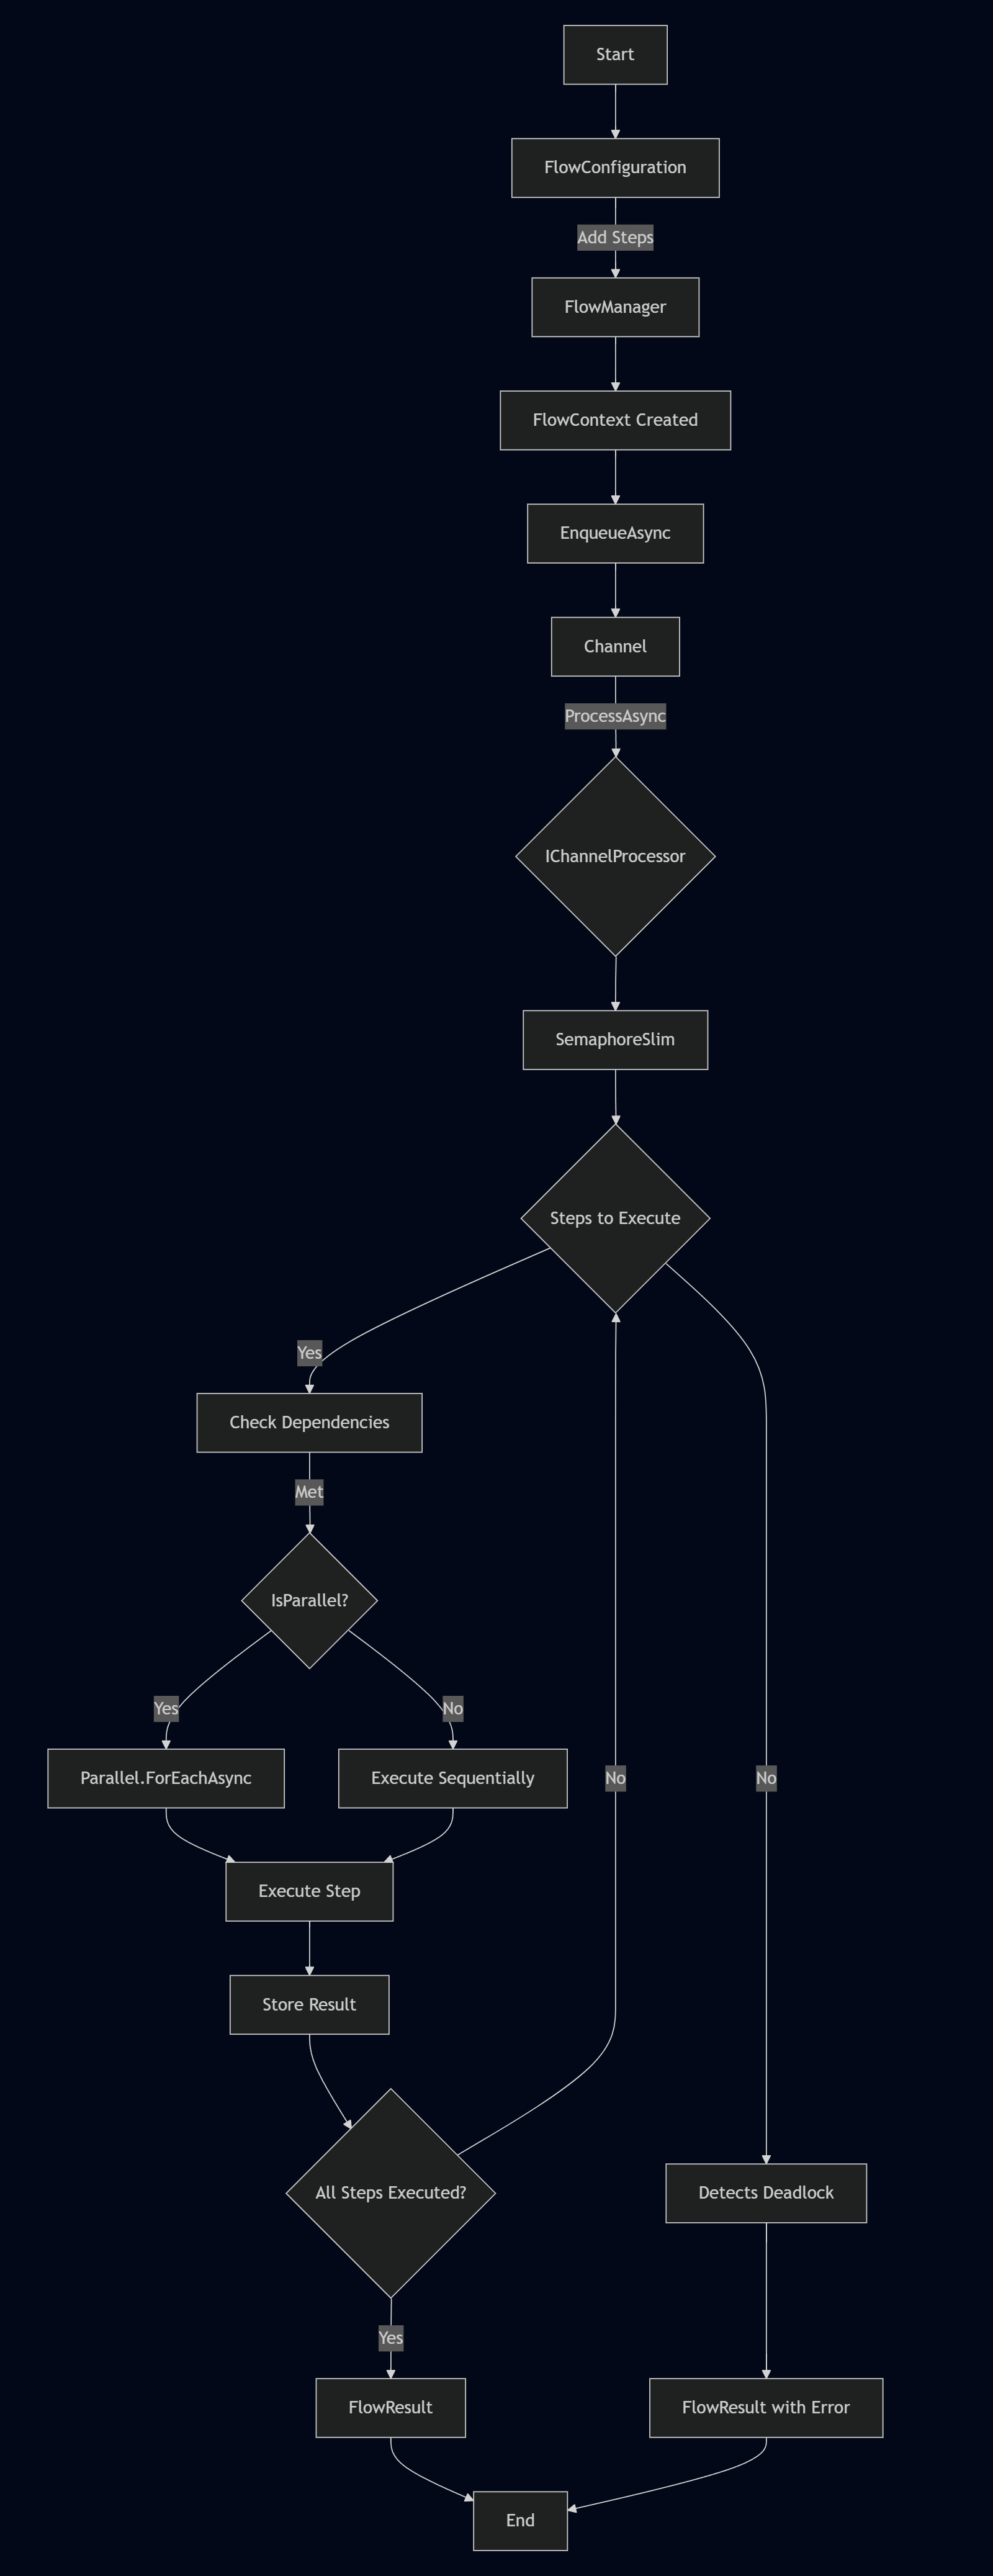 Start
FlowConfiguration
Add Steps
FlowManager
FlowContext Created
EnqueueAsync
Channel
ProcessAsync
IChannelProcessor
SemaphoreSlim
Steps to Execute
Yes
Check Dependencies
Met
IsParallel?
Yes
No
Parallel.ForEachAsync
Execute Sequentially
No
No
Execute Step
Store Result
All Steps Executed?
Detects Deadlock
Yes
FlowResult
FlowResult with Error
End